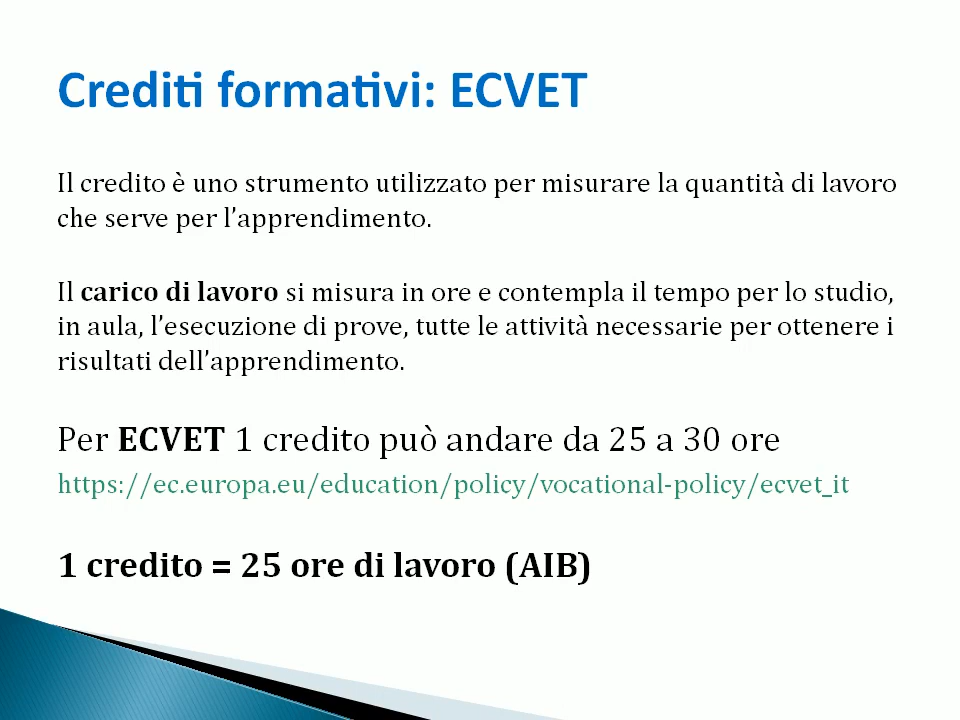 Crediti formativi: ECVET
Il credito è uno strumento utilizzato per misurare la quantità di lavoro
che serve per l’apprendimento.
Il carico di lavoro si misura in ore e contempla il tempo per lo studio,
in aula, l’esecuzione di prove, tutte le attività necessarie per ottenere i
risultati dell’apprendimento.
Per ECVET 1 credito può andare da 25 a 30 ore
https://ec.europa.eu/education/policy/vocational-policy/ecvet_it
1 credito = 25 ore di lavoro (AIB)